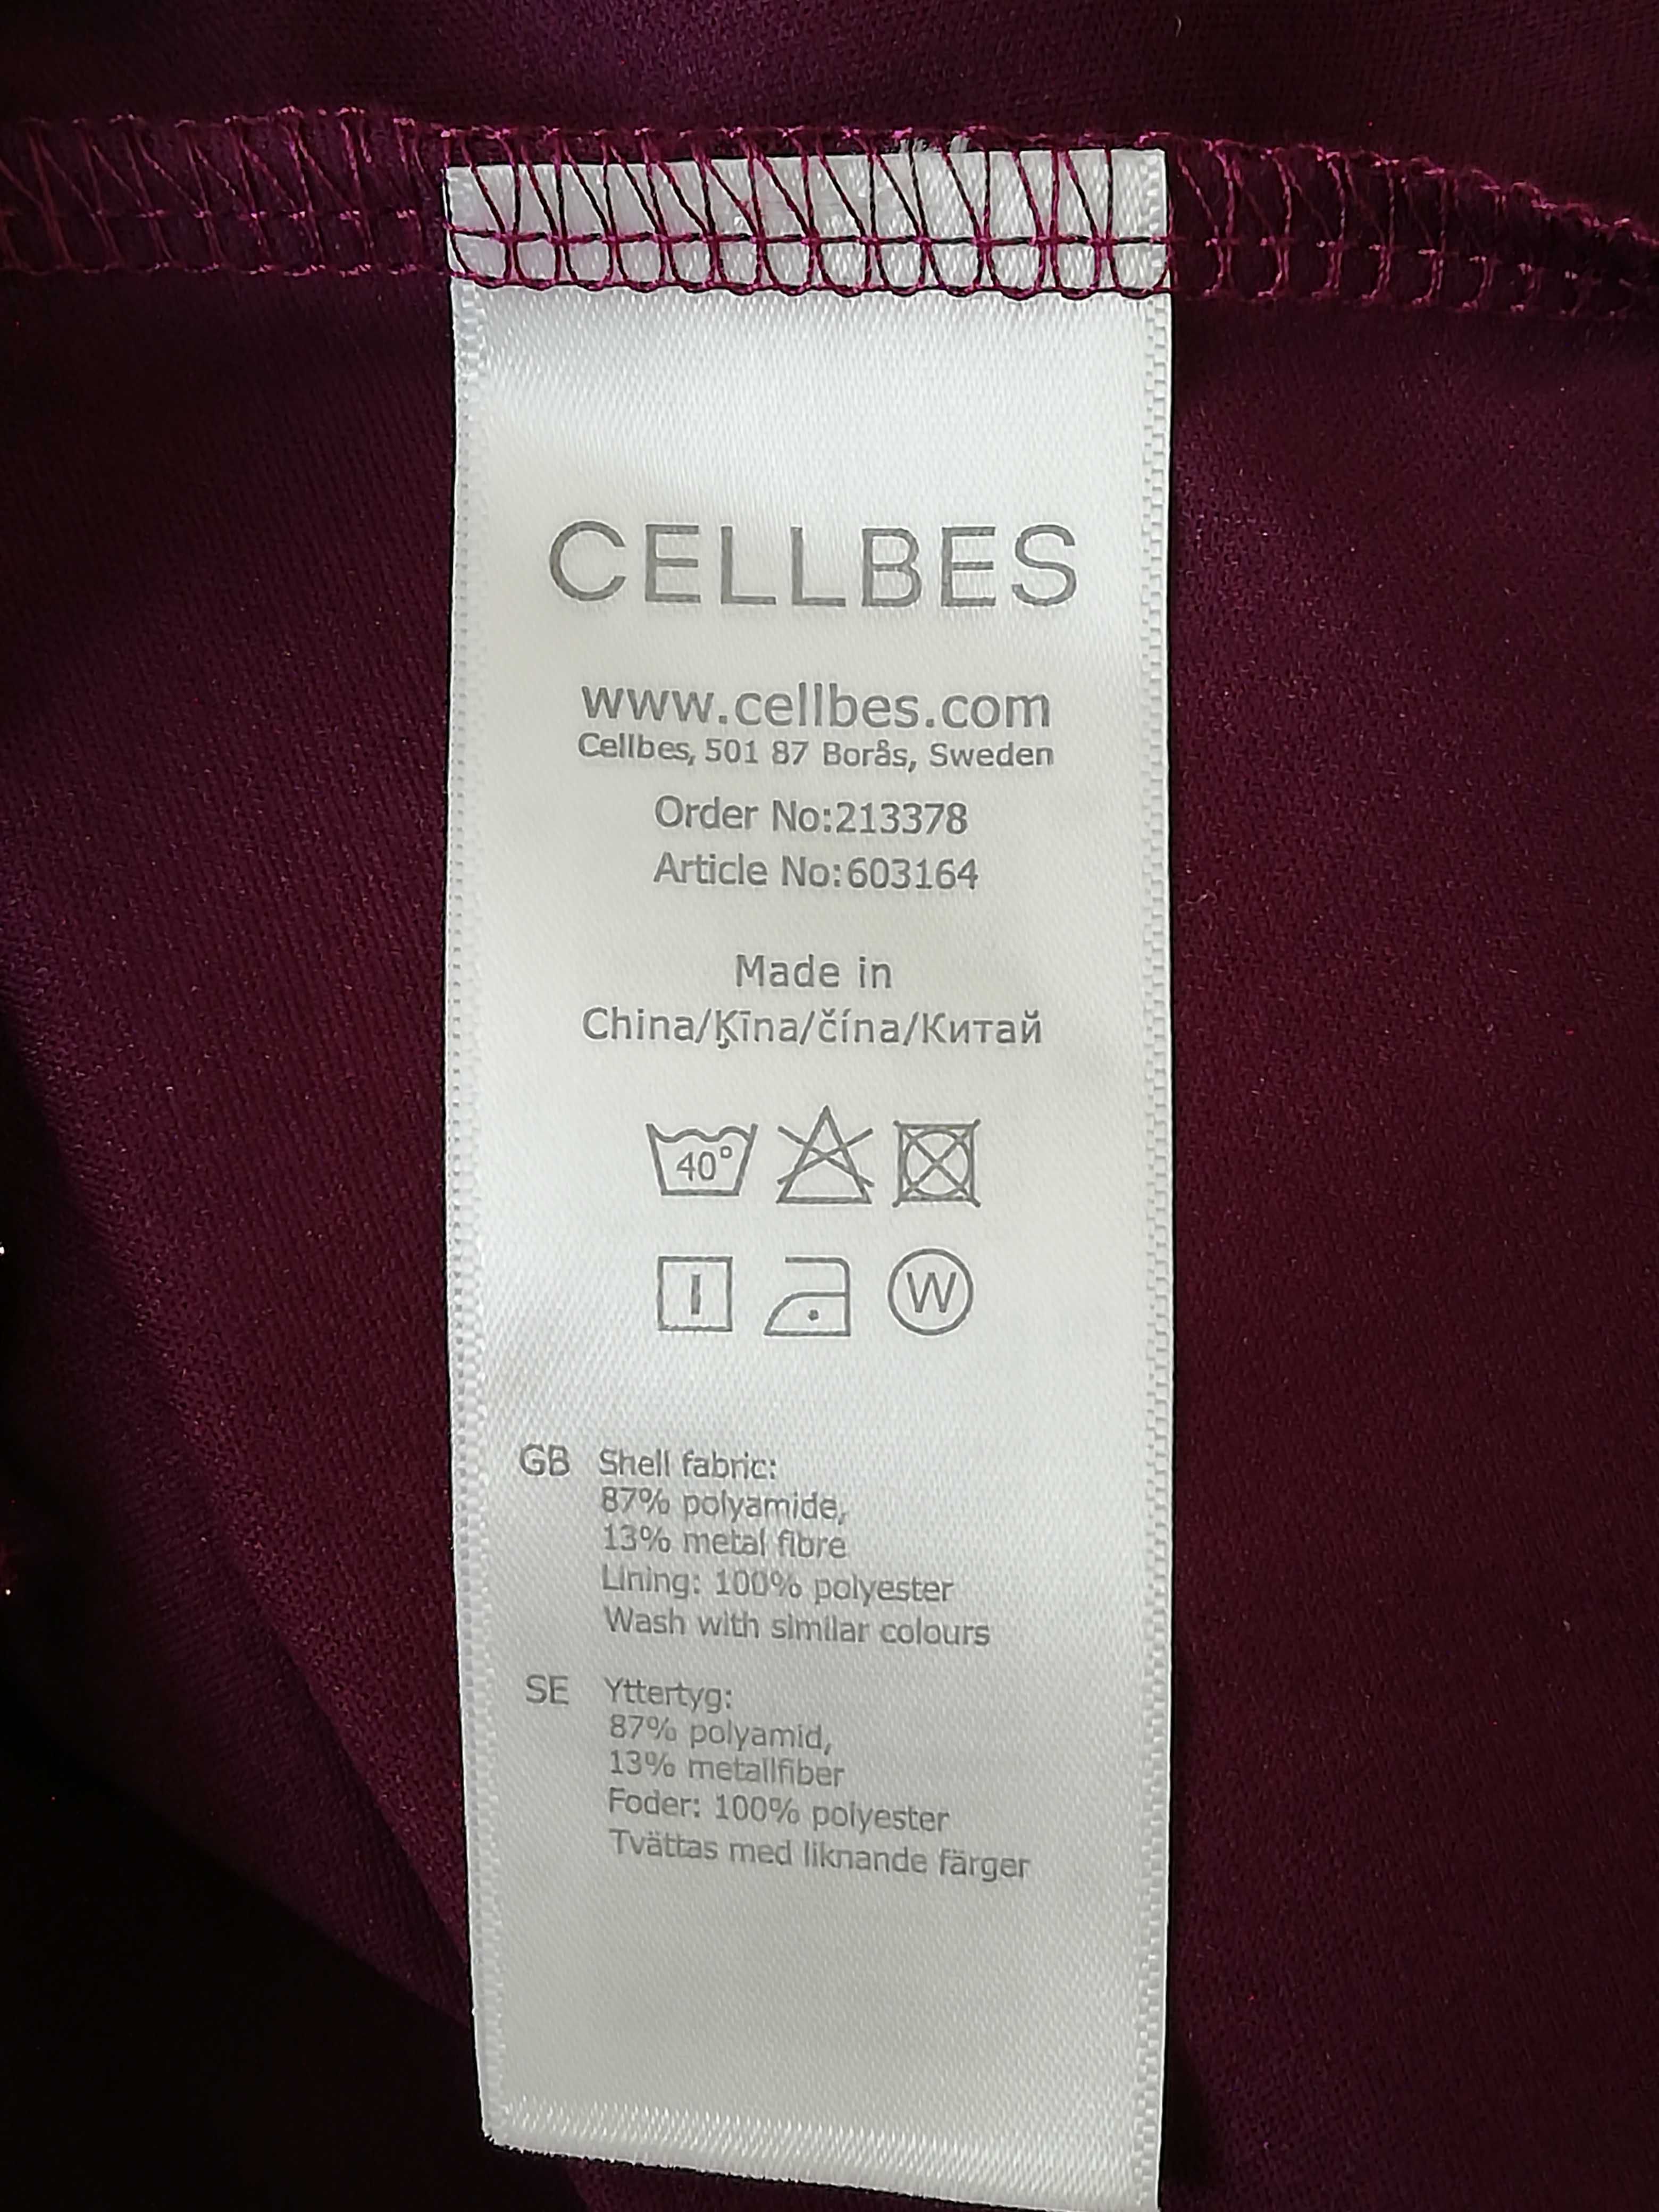 CELLBES
www.cellbes.com
Cellbes, 501 87 Borås, Sweden
Order No:213378
Article No:603164
Made in
China/Ķīna/čína/Китай
40°
W
GB Shell fabric:
87% polyamide,
13% metal fibre
Lining: 100% polyester
Wash with similar colours
SE Yttertyg:
87% polyamid,
13% metallfiber
Foder: 100% polyester
Tvättas med liknande färger